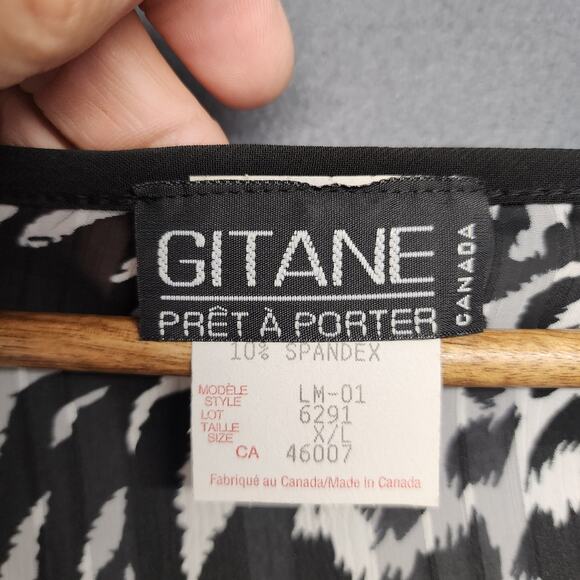 GITANE
PRÊT À PORTER
CANADA
10% SPANDEX
MODÈLE
STYLE LM-01
LOT 6291
TAILLE
SIZE X/L
CA 46007
Fabriqué au Canada/Made in Canada